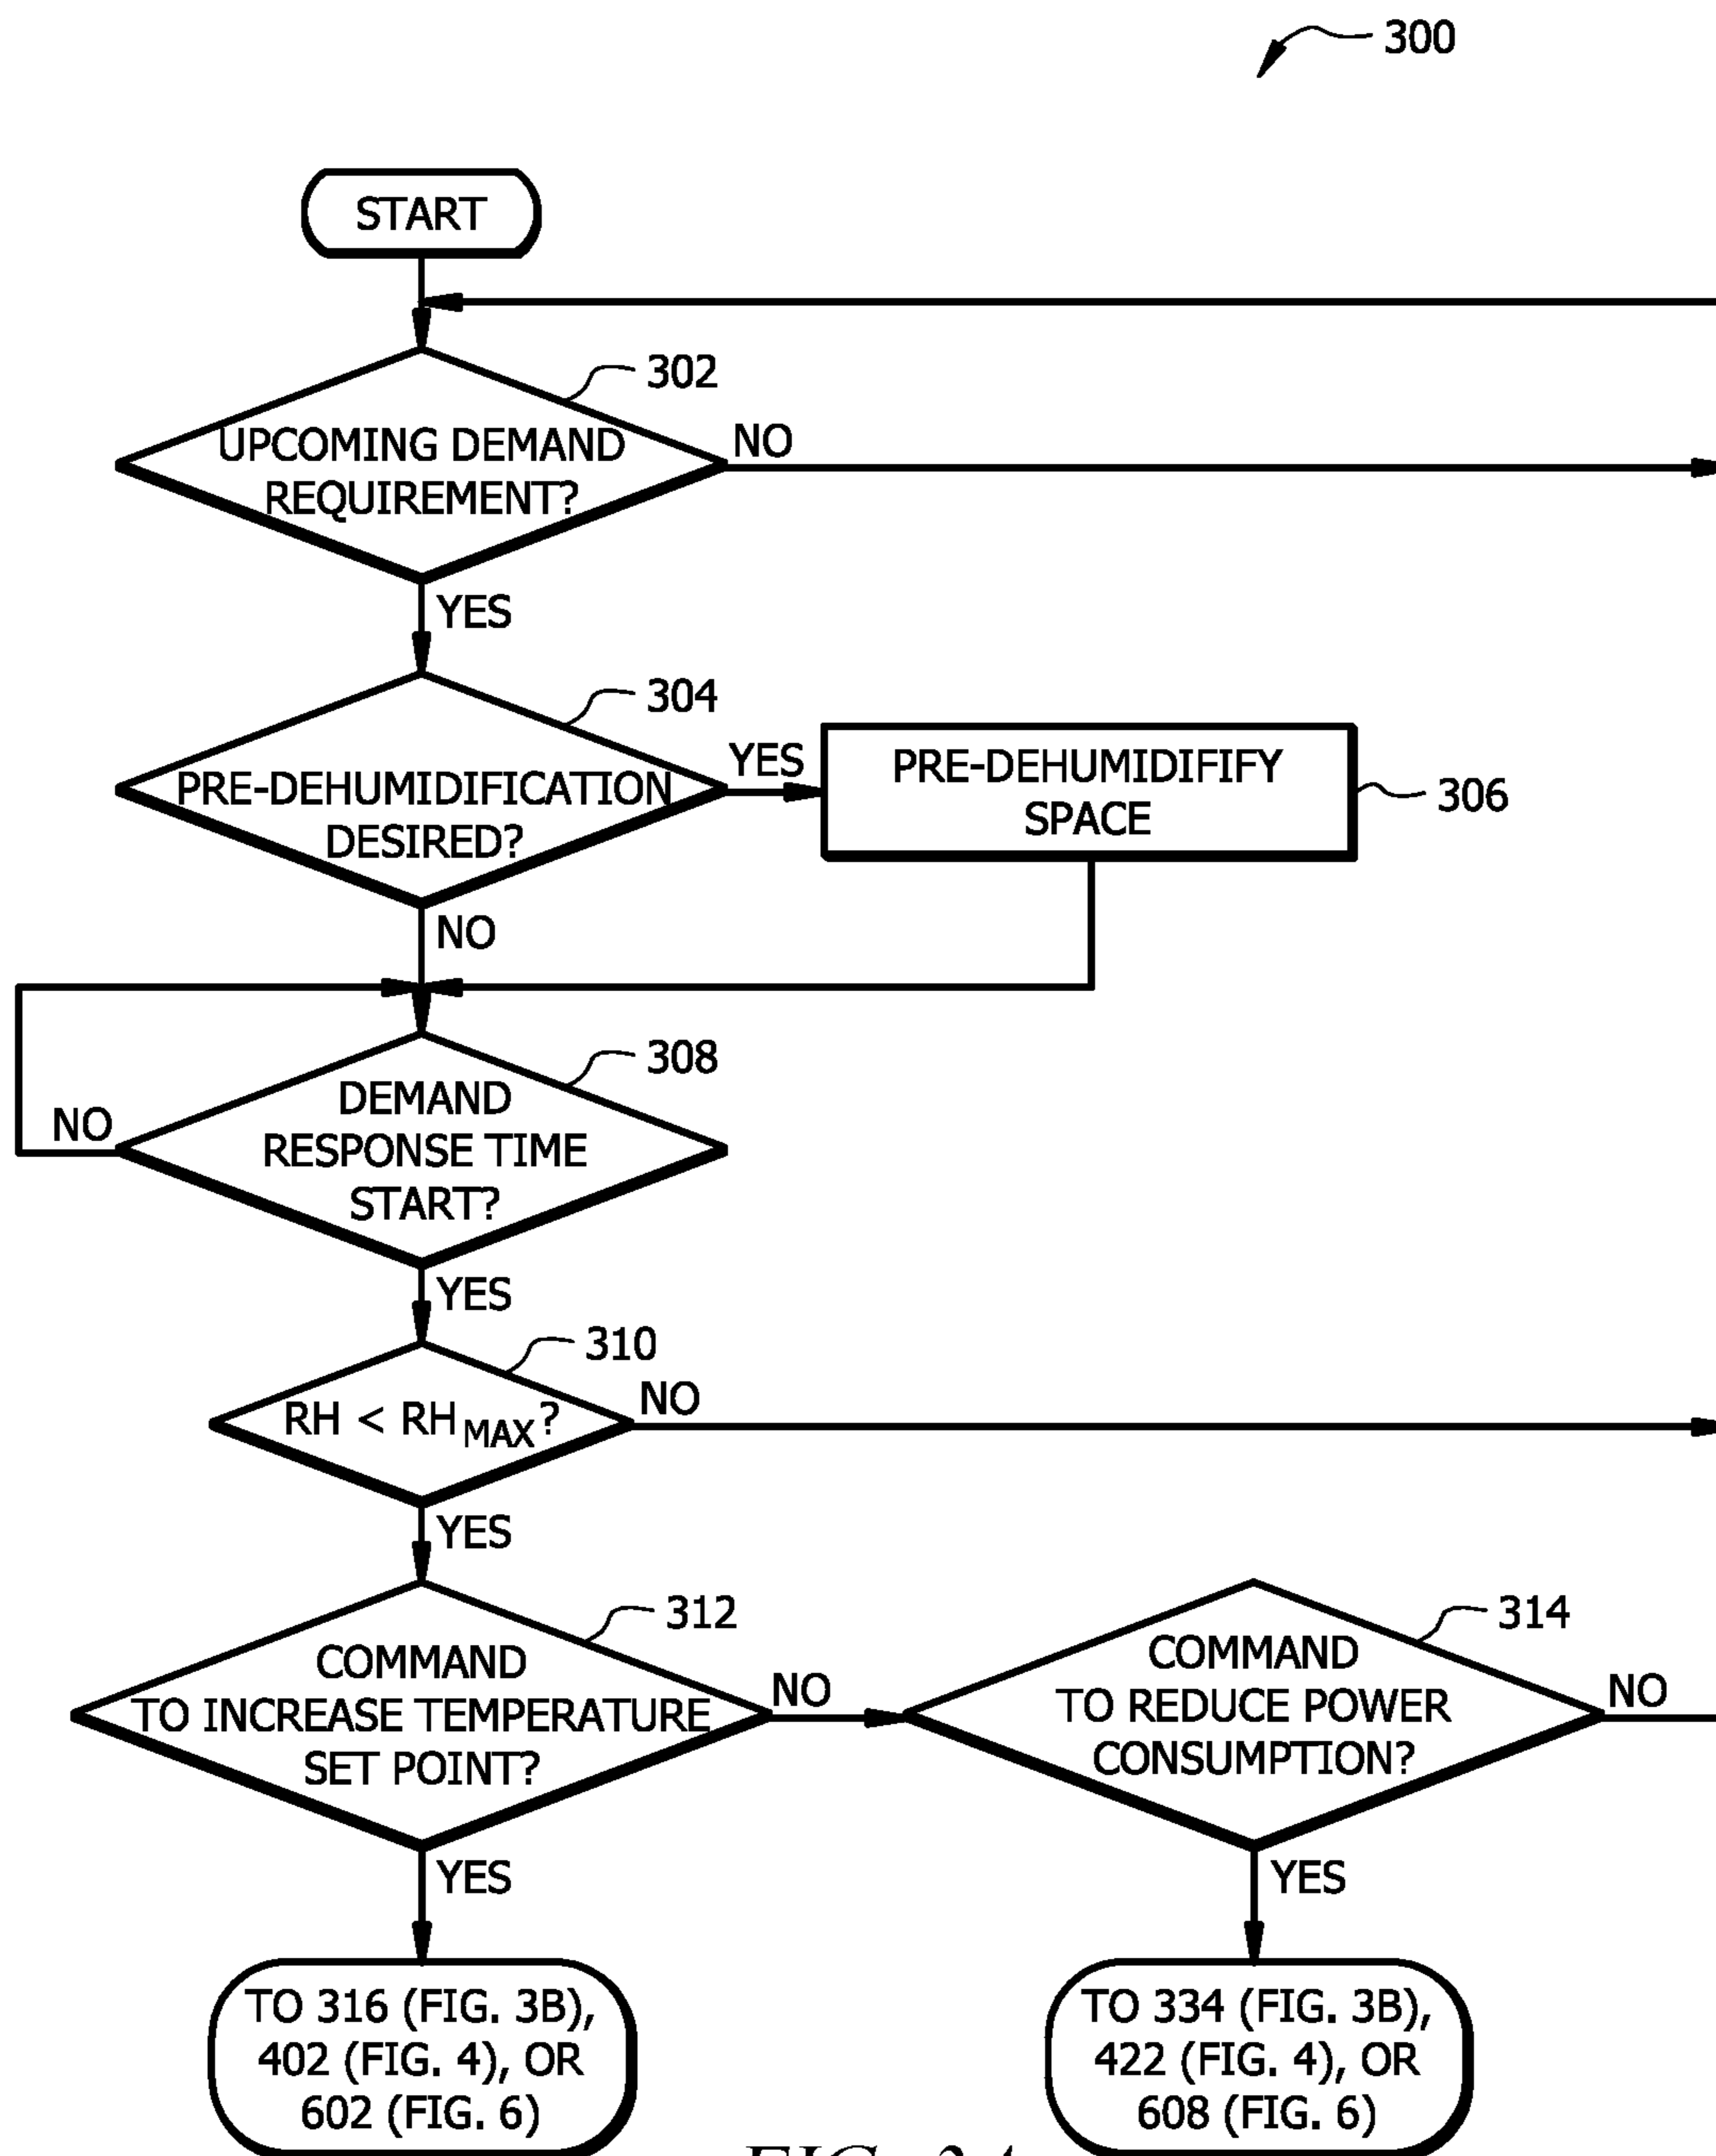 300
START
302
UPCOMING DEMAND
REQUIREMENT?
NO
YES
304
PRE-DEHUMIDIFICATION
DESIRED?
YES
PRE-DEHUMIDIFIFY
SPACE
306
NO
308
DEMAND
RESPONSE TIME
START?
NO
YES
310
RH < RH MAX ?
NO
YES
312
COMMAND
TO INCREASE TEMPERATURE
SET POINT?
NO
314
COMMAND
TO REDUCE POWER
CONSUMPTION?
NO
YES
YES
TO 316 (FIG. 3B),
402 (FIG. 4), OR
602 (FIG. 6)
TO 334 (FIG. 3B),
422 (FIG. 4), OR
608 (FIG. 6)